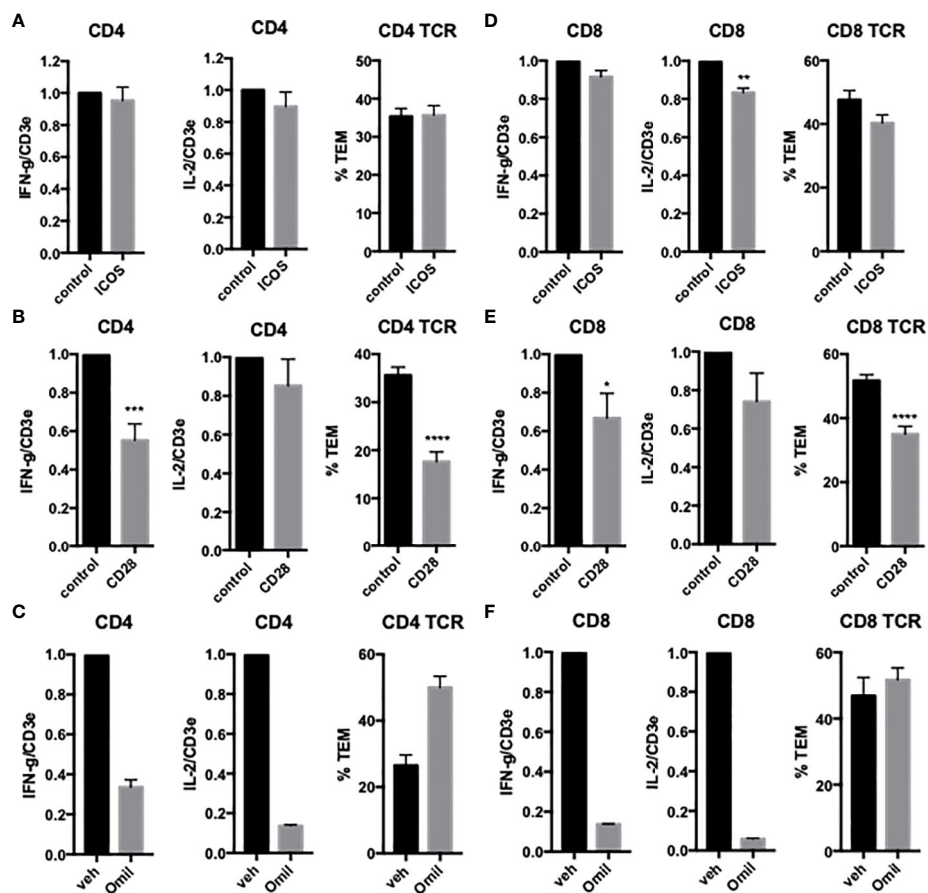 A
CD4
IFN-g/CD3e
1.2
1.0
0.8
0.6
0.4
0.2
0.0
control
ICOS
CD4
IL-2/CD3e
1.2
1.0
0.8
0.6
0.4
0.2
0.0
control
ICOS
CD4 TCR
% TEM
50
40
30
20
10
0
control
ICOS
D
CD8
IFN-g/CD3e
1.0
0.8
0.6
0.4
0.2
0.0
control
ICOS
CD8
IL-2/CD3e
1.0
0.8
0.6
0.4
0.2
0.0
**
control
ICOS
CD8 TCR
% TEM
60
40
20
0
control
ICOS
B
CD4
IFN-g/CD3e
1.0
0.8
0.6
0.4
0.2
0.0
***
control
CD28
CD4
IL-2/CD3e
1.0
0.8
0.6
0.4
0.2
0.0
control
CD28
CD4 TCR
% TEM
40
30
20
10
0
****
control
CD28
E
CD8
IFN-g/CD3e
1.0
0.8
0.6
0.4
0.2
0.0
*
control
CD28
CD8
IL-2/CD3e
1.0
0.8
0.6
0.4
0.2
0.0
control
CD28
CD8 TCR
% TEM
60
40
20
0
****
control
CD28
C
CD4
IFN-g/CD3e
1.0
0.8
0.6
0.4
0.2
0.0
veh
Omil
CD4
IL-2/CD3e
1.0
0.8
0.6
0.4
0.2
0.0
veh
Omil
CD4 TCR
% TEM
60
40
20
0
veh
Omil
F
CD8
IFN-g/CD3e
1.0
0.8
0.6
0.4
0.2
0.0
veh
Omil
CD8
IL-2/CD3e
1.0
0.8
0.6
0.4
0.2
0.0
veh
Omil
CD8 TCR
% TEM
60
40
20
0
veh
Omil